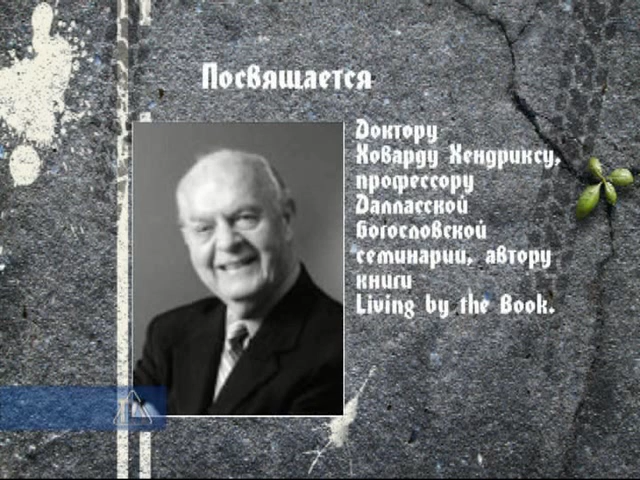 Посвящается
Доктору
Ховарду Хендриксу,
профессору
Далласской
богословской
семинарии, автору
книги
Living by the Book.